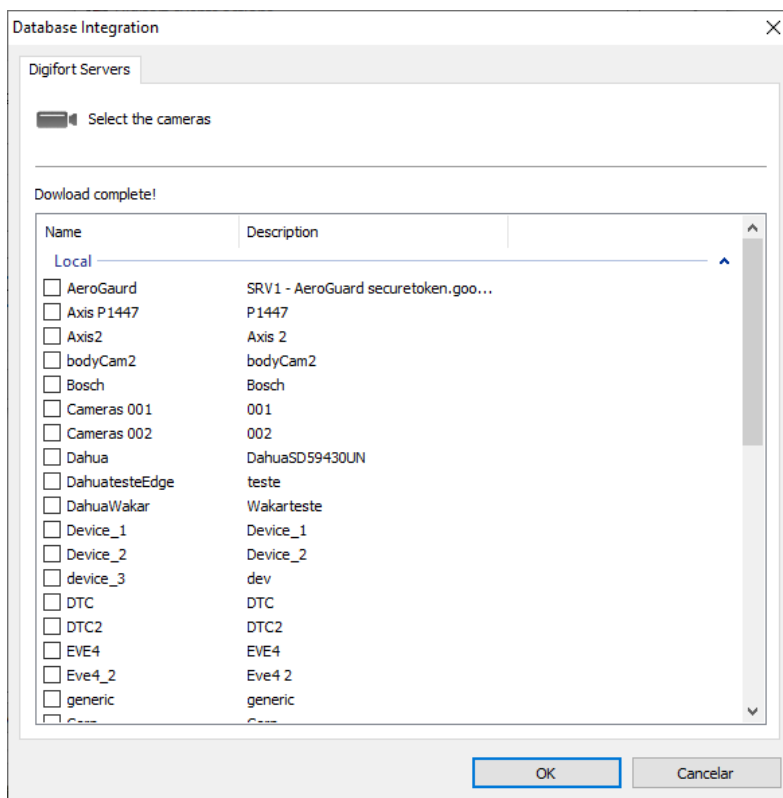 Database Integration
Digifort Servers
Select the cameras
Dowload complete!
Name Description
Local
AeroGaurd SRV1 - AeroGuard securetoken.goo...
Axis P1447 P1447
Axis2 Axis 2
bodyCam2 bodyCam2
Bosch Bosch
Cameras 001 001
Cameras 002 002
Dahua DahuaSD59430UN
DahuatesteEdge teste
DahuaWakar Wakarteste
Device_1 Device_1
Device_2 Device_2
device_3 dev
DTC DTC
DTC2 DTC2
EVE4 EVE4
Eve4_2 Eve4 2
generic generic
OK Cancelar